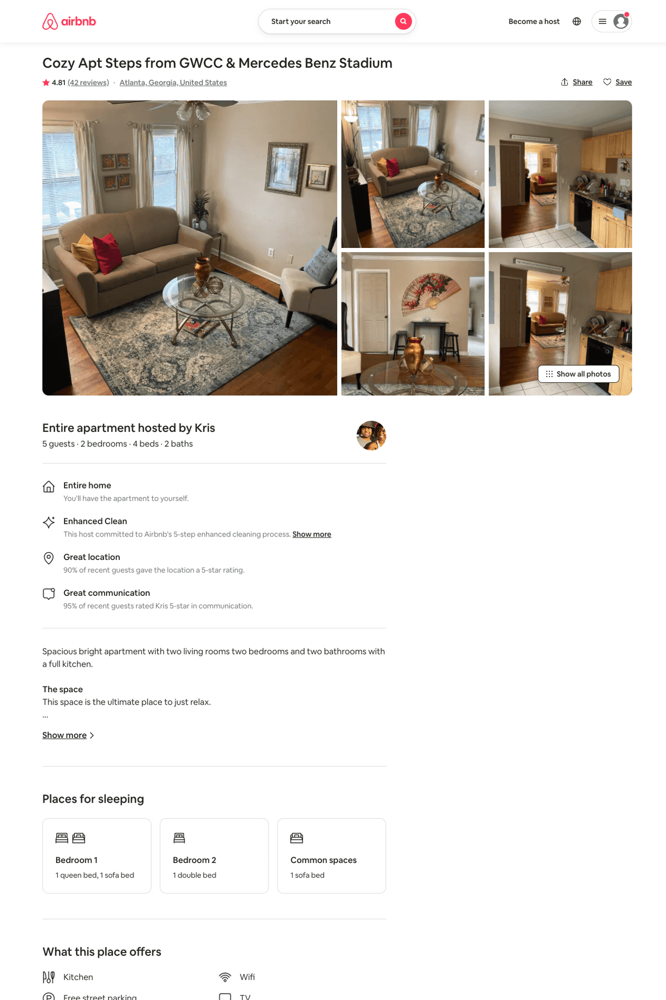 airbnb
Start your search
Become a host
Cozy Apt Steps from GWCC & Mercedes Benz Stadium
4.81 (42 reviews) · Atlanta, Georgia, United States
Share
Save
Show all photos
Entire apartment hosted by Kris
5 guests · 2 bedrooms · 4 beds · 2 baths
Entire home
You'll have the apartment to yourself.
Enhanced Clean
This host committed to Airbnb's 5-step enhanced cleaning process. Show more
Great location
90% of recent guests gave the location a 5-star rating.
Great communication
95% of recent guests rated Kris 5-star in communication.
Spacious bright apartment with two living rooms two bedrooms and two bathrooms with
a full kitchen.
The space
This space is the ultimate place to just relax.
...
Show more
Places for sleeping
Bedroom 1
1 queen bed, 1 sofa bed
Bedroom 2
1 double bed
Common spaces
1 sofa bed
What this place offers
Kitchen
Wifi
Free street parking
TV